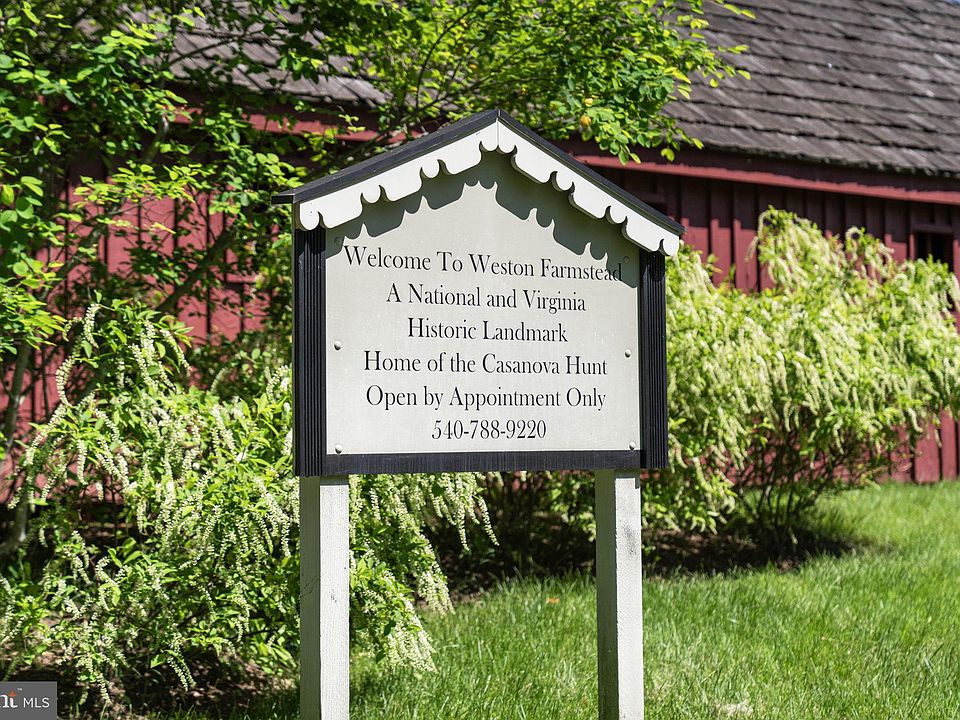 Welcome To Weston Farmstead
A National and Virginia
Historic Landmark
Home of the Casanova Hunt
Open by Appointment Only
540-788-9220
MLS